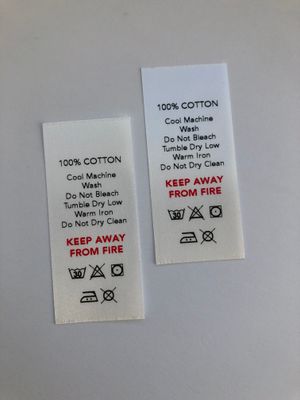 100% COTTON
Cool Machine
Wash
Do Not Bleach
Tumble Dry Low
Warm Iron
Do Not Dry Clean
KEEP AWAY
FROM FIRE
30
100% COTTON
Cool Machine
Wash
Do Not Bleach
Tumble Dry Low
Warm Iron
Do Not Dry Clean
KEEP AWAY
FROM FIRE
30